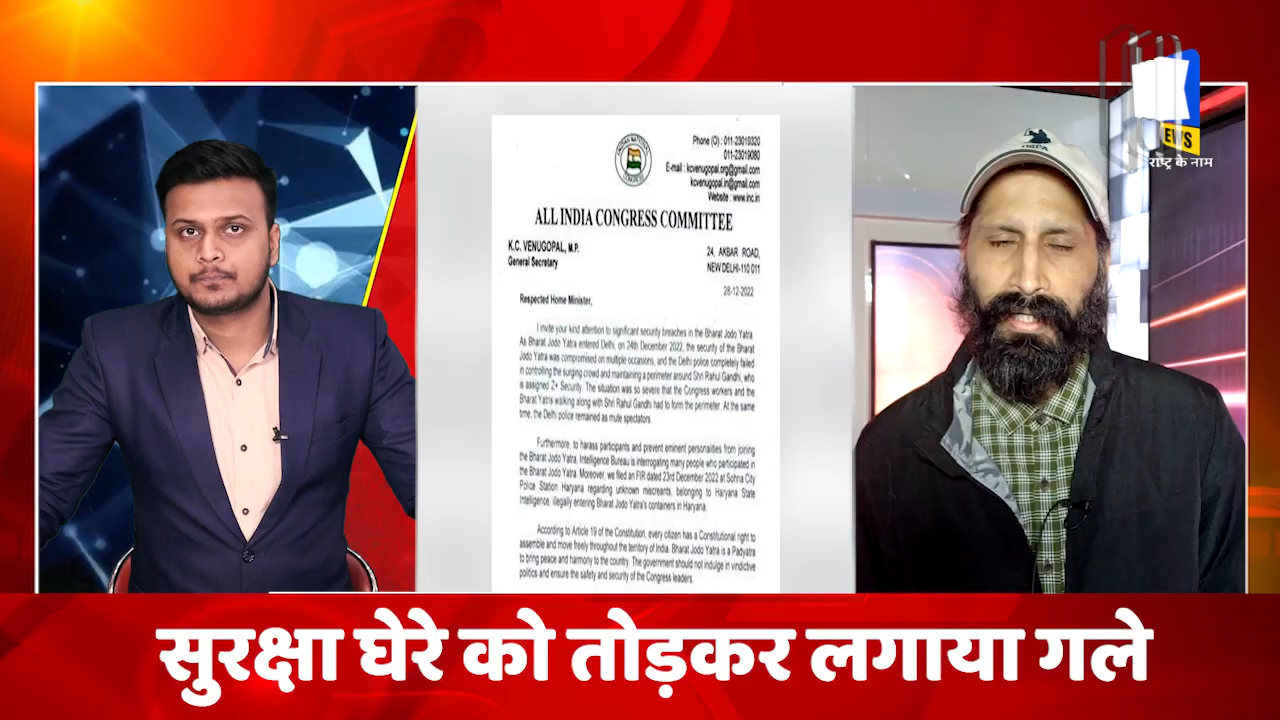 Phone (O) : 011-23019320
011-23019080
E-mail : kcvenugopal.org@gmail.com
kcvenugopal.in@gmail.com
Website : www.inc.in
ALL INDIA CONGRESS COMMITTEE
K.C. VENUGOPAL, M.P.
General Secretary
24, AKBAR ROAD,
NEW DELHI-110 011
28-12-2022
Respected Home Minister,
I invite your kind attention to significant security breaches in the Bharat Jodo Yatra.
As Bharat Jodo Yatra entered Delhi, on 24th December 2022, the security of the Bharat
Jodo Yatra was compromised on multiple occasions, and the Delhi police completely failed
in controlling the surging crowd and maintaining a perimeter around Shri Rahul Gandhi, who
is assigned Z+ Security. The situation was so severe that the Congress workers and the
Bharat Yatris walking along with Shri Rahul Gandhi had to form the perimeter. At the same
time, the Delhi police remained as mute spectators.
Furthermore, to harass participants and prevent eminent personalities from joining
the Bharat Jodo Yatra, Intelligence Bureau is interrogating many people who participated in
the Bharat Jodo Yatra. Moreover, we filed an FIR dated 23rd December 2022 at Sohna City
Police Station Haryana regarding unknown miscreants, belonging to Haryana State
Intelligence, illegally entering Bharat Jodo Yatra's containers in Haryana.
According to Article 19 of the Constitution, every citizen has a Constitutional right to
assemble and move freely throughout the territory of India. Bharat Jodo Yatra is a Padyatra
to bring peace and harmony to the country. The government should not indulge in vindictive
politics and ensure the safety and security of the Congress leaders.
K
NEWS
राष्ट्र के नाम
सुरक्षा घेरे को तोड़कर लगाया गले